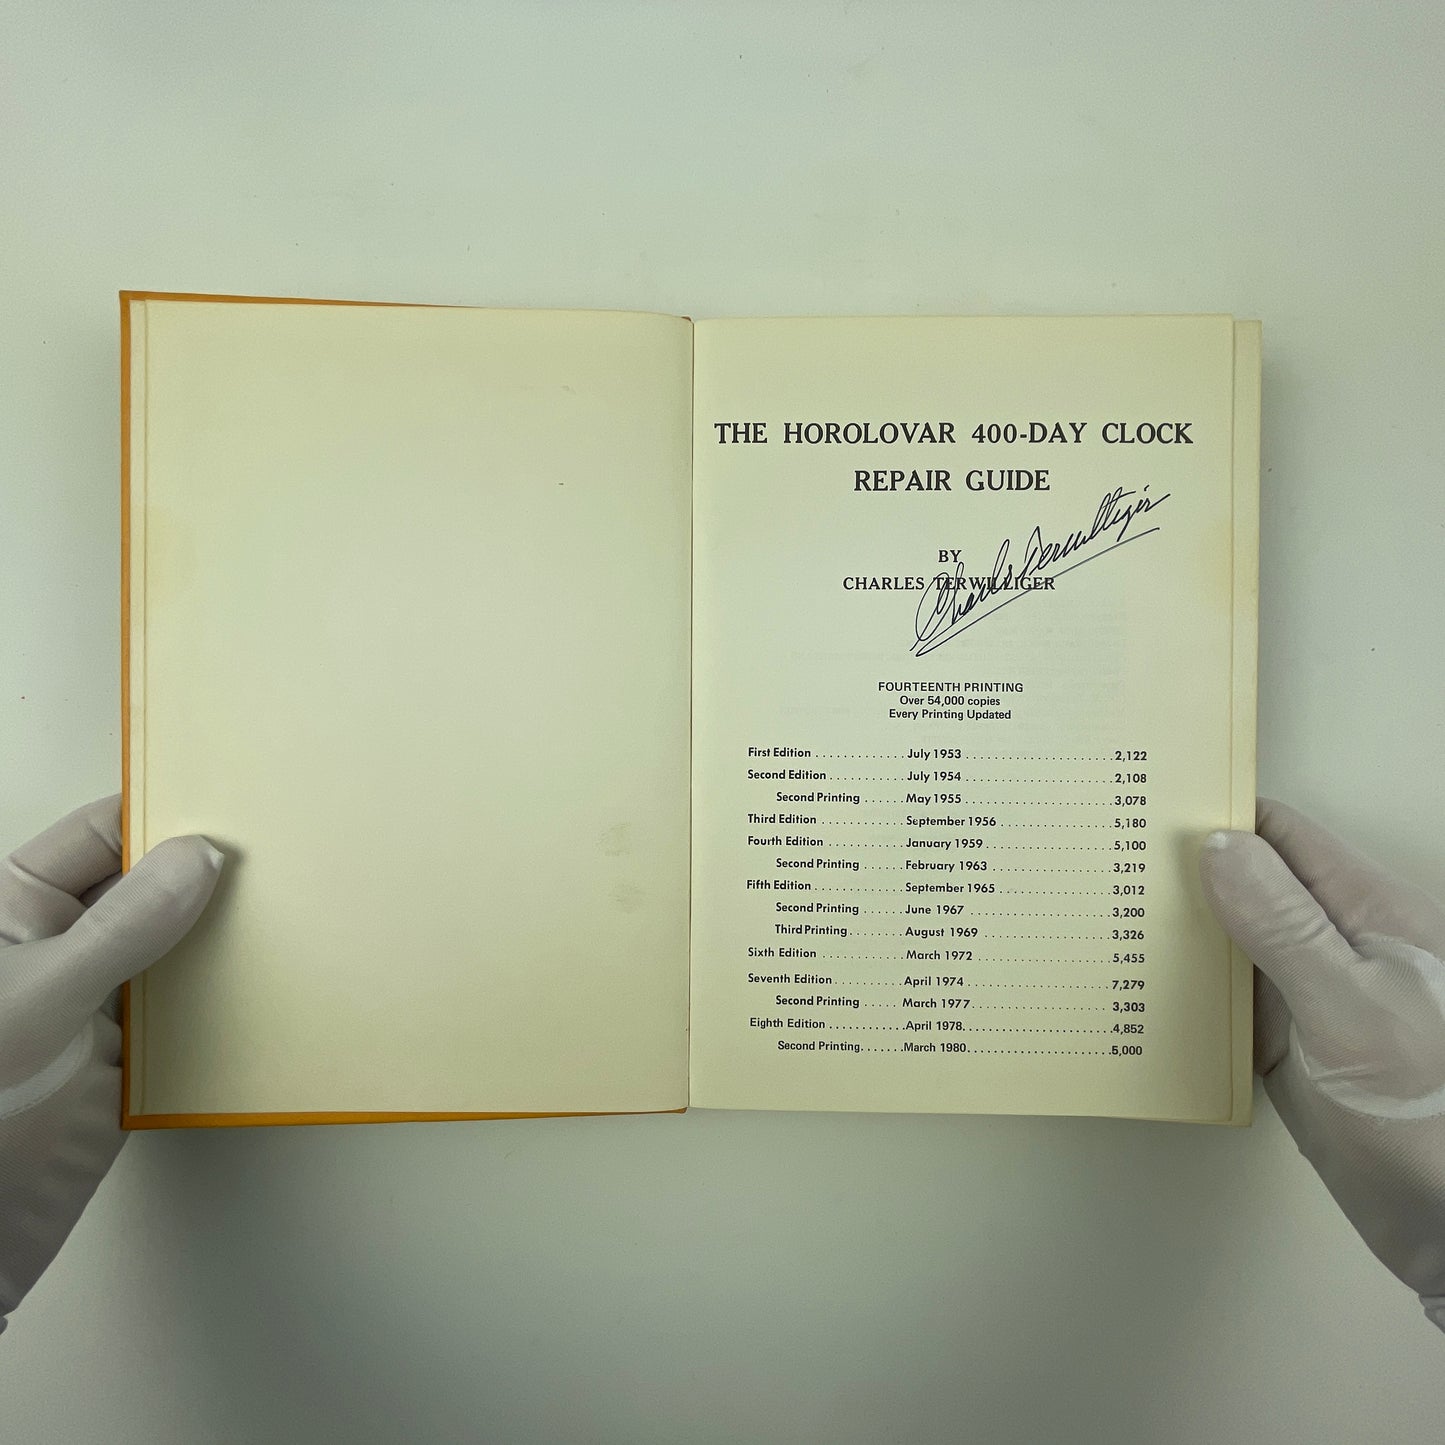 THE HOROLOVAR 400-DAY CLOCK
REPAIR GUIDE
BY
CHARLES TERWILLIGER
Charles Terwilliger
FOURTEENTH PRINTING
Over 54,000 copies
Every Printing Updated
First Edition . . . . . . . . . . . . . July 1953 . . . . . . . . . . . . . . . . . . . . . 2,122
Second Edition . . . . . . . . . . . July 1954 . . . . . . . . . . . . . . . . . . . . . 2,108
Second Printing . . . . . . May 1955 . . . . . . . . . . . . . . . . . . . . . 3,078
Third Edition . . . . . . . . . . . . September 1956 . . . . . . . . . . . . . . . . 5,180
Fourth Edition . . . . . . . . . . . January 1959 . . . . . . . . . . . . . . . . . . 5,100
Second Printing . . . . . . February 1963 . . . . . . . . . . . . . . . . . 3,219
Fifth Edition . . . . . . . . . . . . . September 1965 . . . . . . . . . . . . . . . . 3,012
Second Printing . . . . . . June 1967 . . . . . . . . . . . . . . . . . . . . 3,200
Third Printing . . . . . . . . August 1969 . . . . . . . . . . . . . . . . . . 3,326
Sixth Edition . . . . . . . . . . . . March 1972 . . . . . . . . . . . . . . . . . . . 5,455
Seventh Edition . . . . . . . . . . April 1974 . . . . . . . . . . . . . . . . . . . . 7,279
Second Printing . . . . . March 1977 . . . . . . . . . . . . . . . . . . . 3,303
Eighth Edition . . . . . . . . . . . April 1978. . . . . . . . . . . . . . . . . . . . . 4,852
Second Printing. . . . . . . March 1980. . . . . . . . . . . . . . . . . . . . 5,000